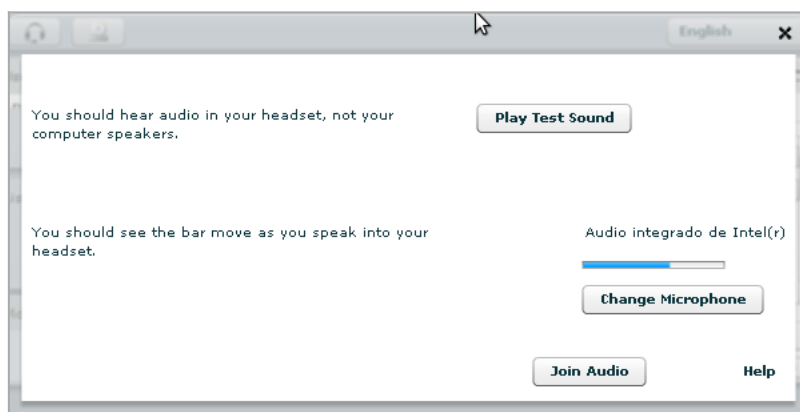 English
You should hear audio in your headset, not your
computer speakers.
Play Test Sound
You should see the bar move as you speak into your
headset.
Audio integrado de Intel(r)
Change Microphone
Join Audio
Help